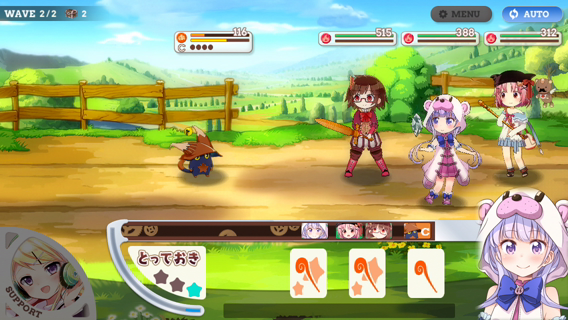 WAVE 2/2 2
MENU
AUTO
116
515
388
312
C
C
とっておき
SUPPORT